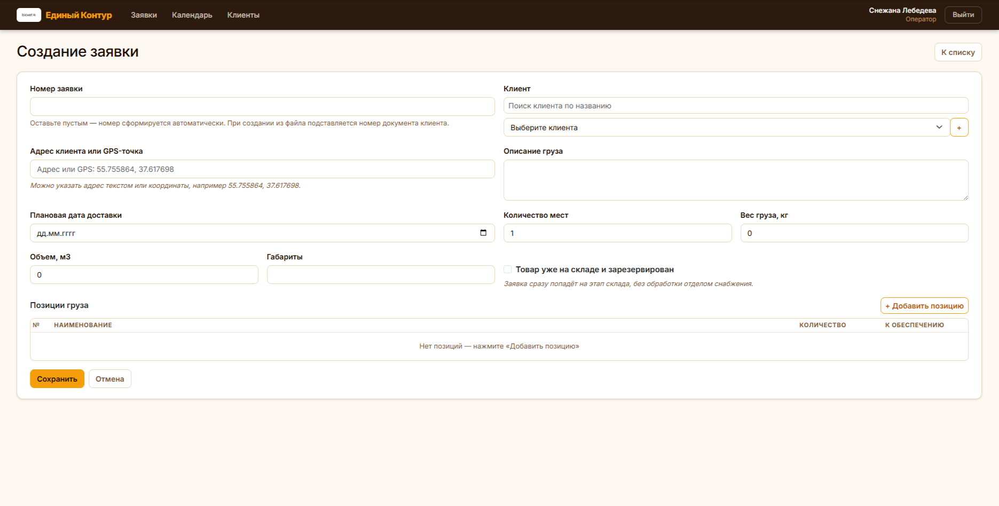 biovet-k
Единый Контур
Заявки
Календарь
Клиенты
Снежана Лебедева
Оператор
Выйти
Создание заявки
К списку
Номер заявки
Оставьте пустым — номер сформируется автоматически. При создании из файла подставляется номер документа клиента.
Клиент
Поиск клиента по названию
Выберите клиента
+
Адрес клиента или GPS-точка
Адрес или GPS: 55.755864, 37.617698
Можно указать адрес текстом или координаты, например 55.755864, 37.617698.
Описание груза
Плановая дата доставки
дд.мм.гггг
Количество мест
1
Вес груза, кг
0
Объем, м3
0
Габариты
Товар уже на складе и зарезервирован
Заявка сразу попадёт на этап склада, без обработки отделом снабжения.
Позиции груза
+ Добавить позицию
№ НАИМЕНОВАНИЕ КОЛИЧЕСТВО К ОБЕСПЕЧЕНИЮ
Нет позиций — нажмите «Добавить позицию»
Сохранить
Отмена